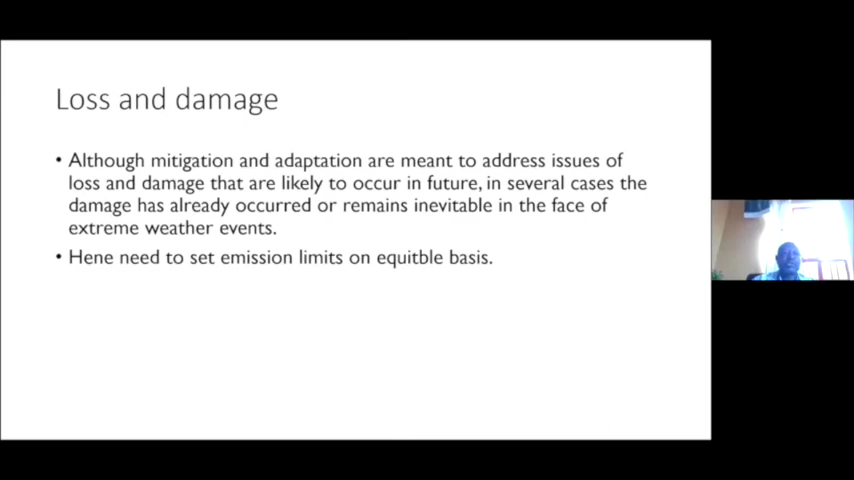 Loss and damage
• Although mitigation and adaptation are meant to address issues of
loss and damage that are likely to occur in future, in several cases the
damage has already occurred or remains inevitable in the face of
extreme weather events.
• Hene need to set emission limits on equitble basis.